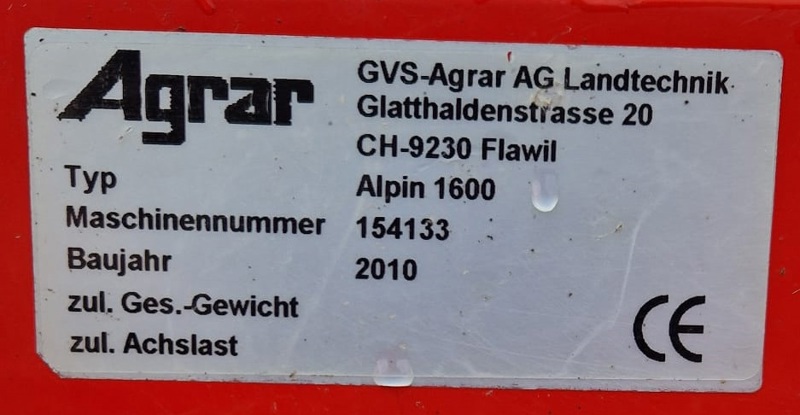 Agrar
GVS-Agrar AG Landtechnik
Glatthaldenstrasse 20
CH-9230 Flawil
Typ Alpin 1600
Maschinennummer 154133
Baujahr 2010
zul. Ges.-Gewicht
zul. Achslast
CE